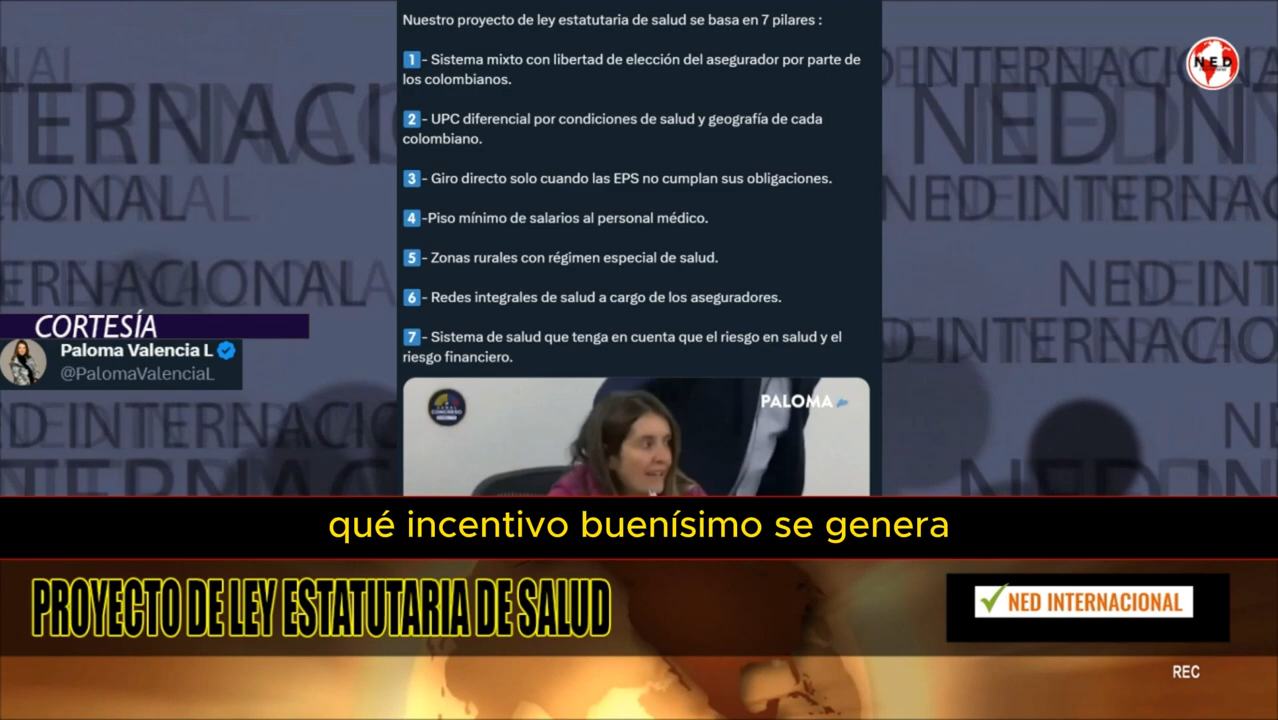 Nuestro proyecto de ley estatutaria de salud se basa en 7 pilares :
1 - Sistema mixto con libertad de elección del asegurador por parte de
los colombianos.
2 - UPC diferencial por condiciones de salud y geografía de cada
colombiano.
3 - Giro directo solo cuando las EPS no cumplan sus obligaciones.
4 -Piso mínimo de salarios al personal médico.
5 - Zonas rurales con régimen especial de salud.
6 - Redes integrales de salud a cargo de los aseguradores.
7 - Sistema de salud que tenga en cuenta que el riesgo en salud y el
riesgo financiero.
NED
CORTESÍA
Paloma Valencia L
@PalomaValenciaL
CONGRESO
PALOMA
qué incentivo buenísimo se genera
PROYECTO DE LEY ESTATUTARIA DE SALUD
NED INTERNACIONAL
REC